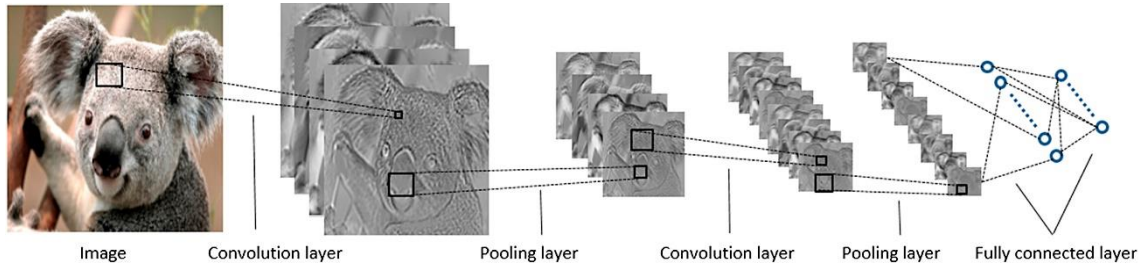 Image
Convolution layer
Pooling layer
Convolution layer
Pooling layer
Fully connected layer